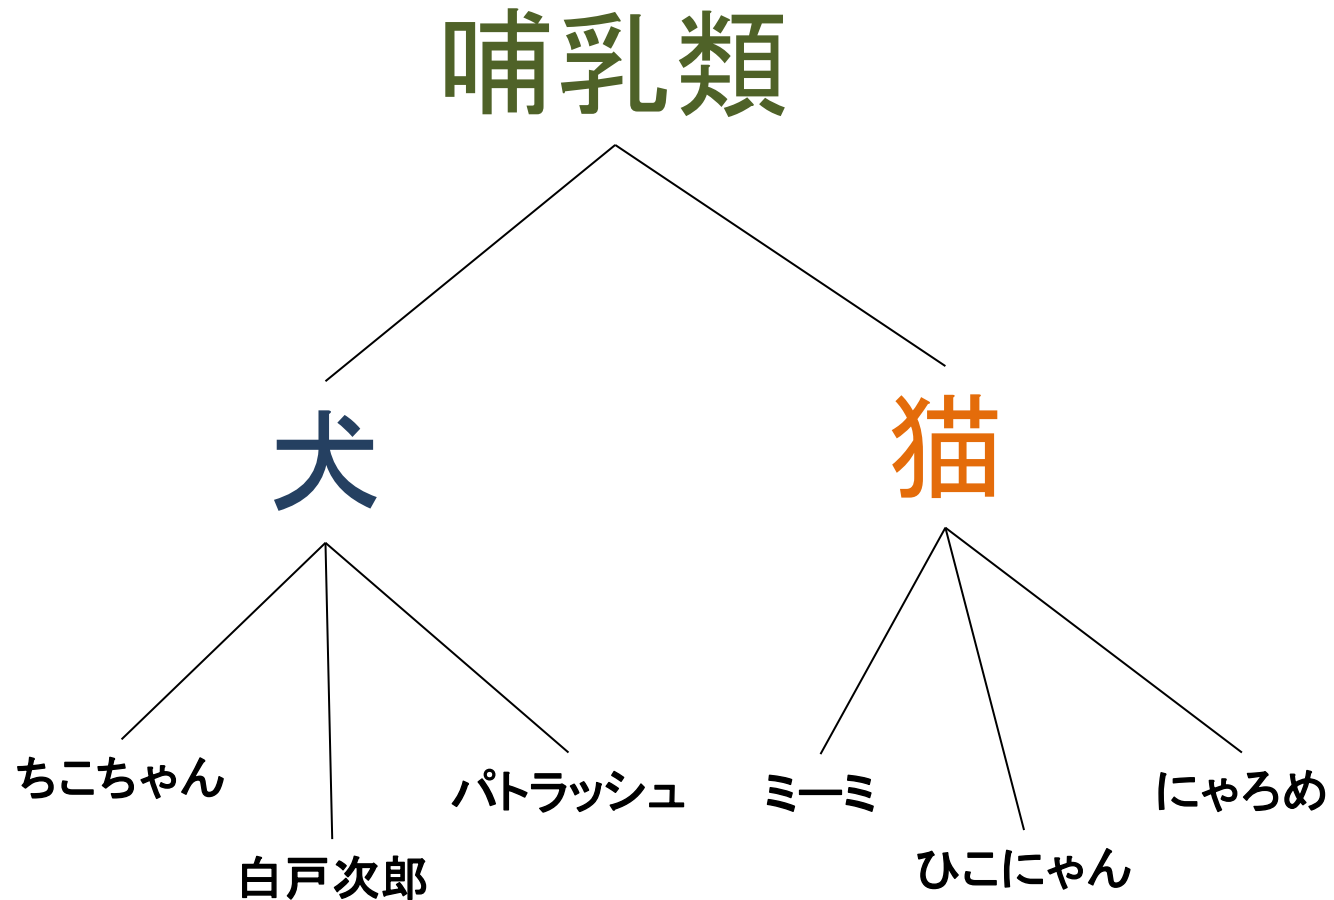 哺乳類
犬
猫
ちこちゃん
白戸次郎
パトラッシュ
ミーミ
ひこにゃん
にゃろめ